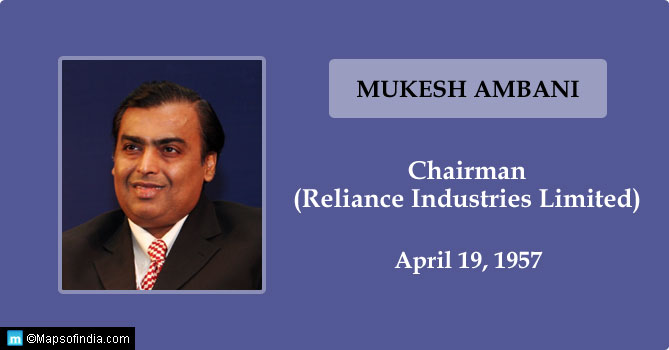 MUKESH AMBANI
Chairman
(Reliance Industries Limited)
April 19, 1957
m ©Mapsofindia.com